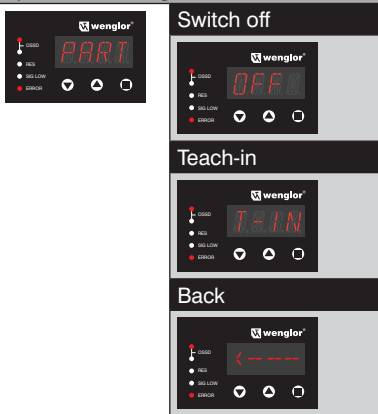 wenglor®
PART
OSSD
RES
SIG LOW
ERROR
Switch off
wenglor®
OFF
OSSD
RES
SIG LOW
ERROR
Teach-in
wenglor®
T-IN
OSSD
RES
SIG LOW
ERROR
Back
wenglor®
<----
OSSD
RES
SIG LOW
ERROR